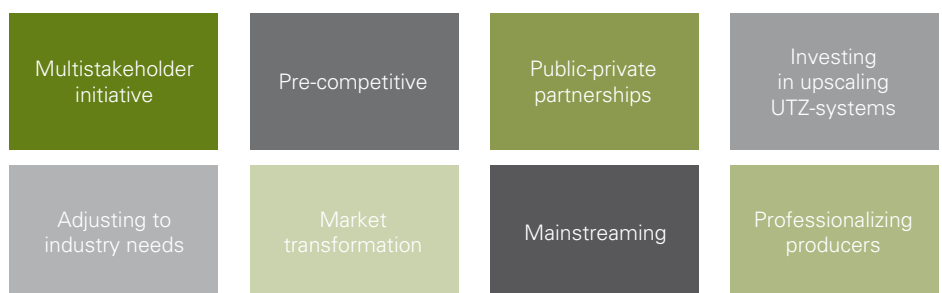 Multistakeholder
initiative
Pre-competitive
Public-private
partnerships
Investing
in upscaling
UTZ-systems
Adjusting to
industry needs
Market
transformation
Mainstreaming
Professionalizing
producers